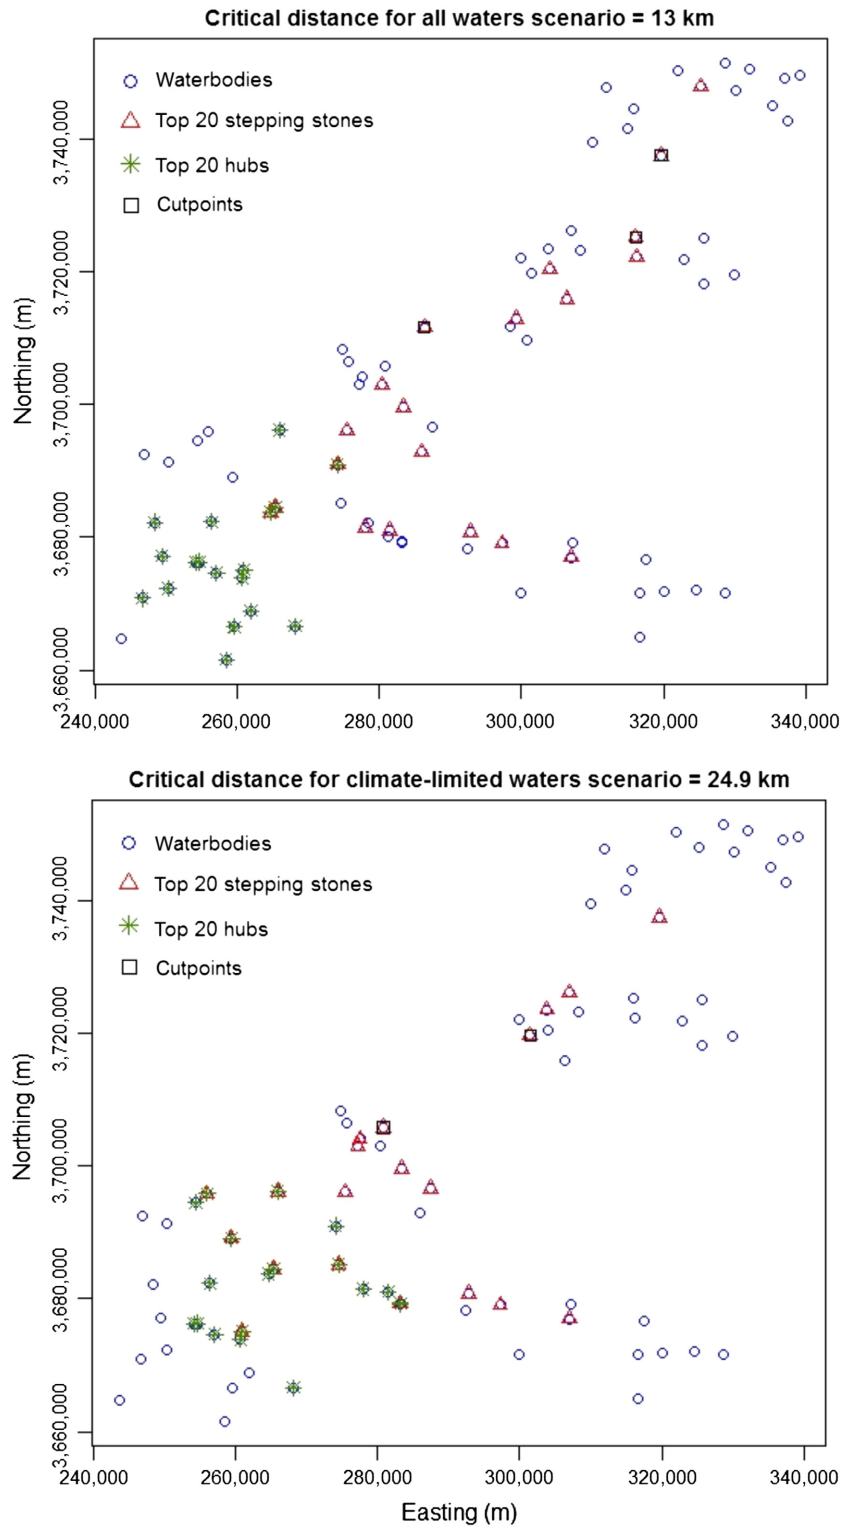 Critical distance for all waters scenario = 13 km
Waterbodies
Top 20 stepping stones
Top 20 hubs
Cutpoints
Northing (m)
3,740,000
3,720,000
3,700,000
3,680,000
3,660,000
240,000 260,000 280,000 300,000 320,000 340,000
Critical distance for climate-limited waters scenario = 24.9 km
Waterbodies
Top 20 stepping stones
Top 20 hubs
Cutpoints
Northing (m)
3,740,000
3,720,000
3,700,000
3,680,000
3,660,000
240,000 260,000 280,000 300,000 320,000 340,000
Easting (m)